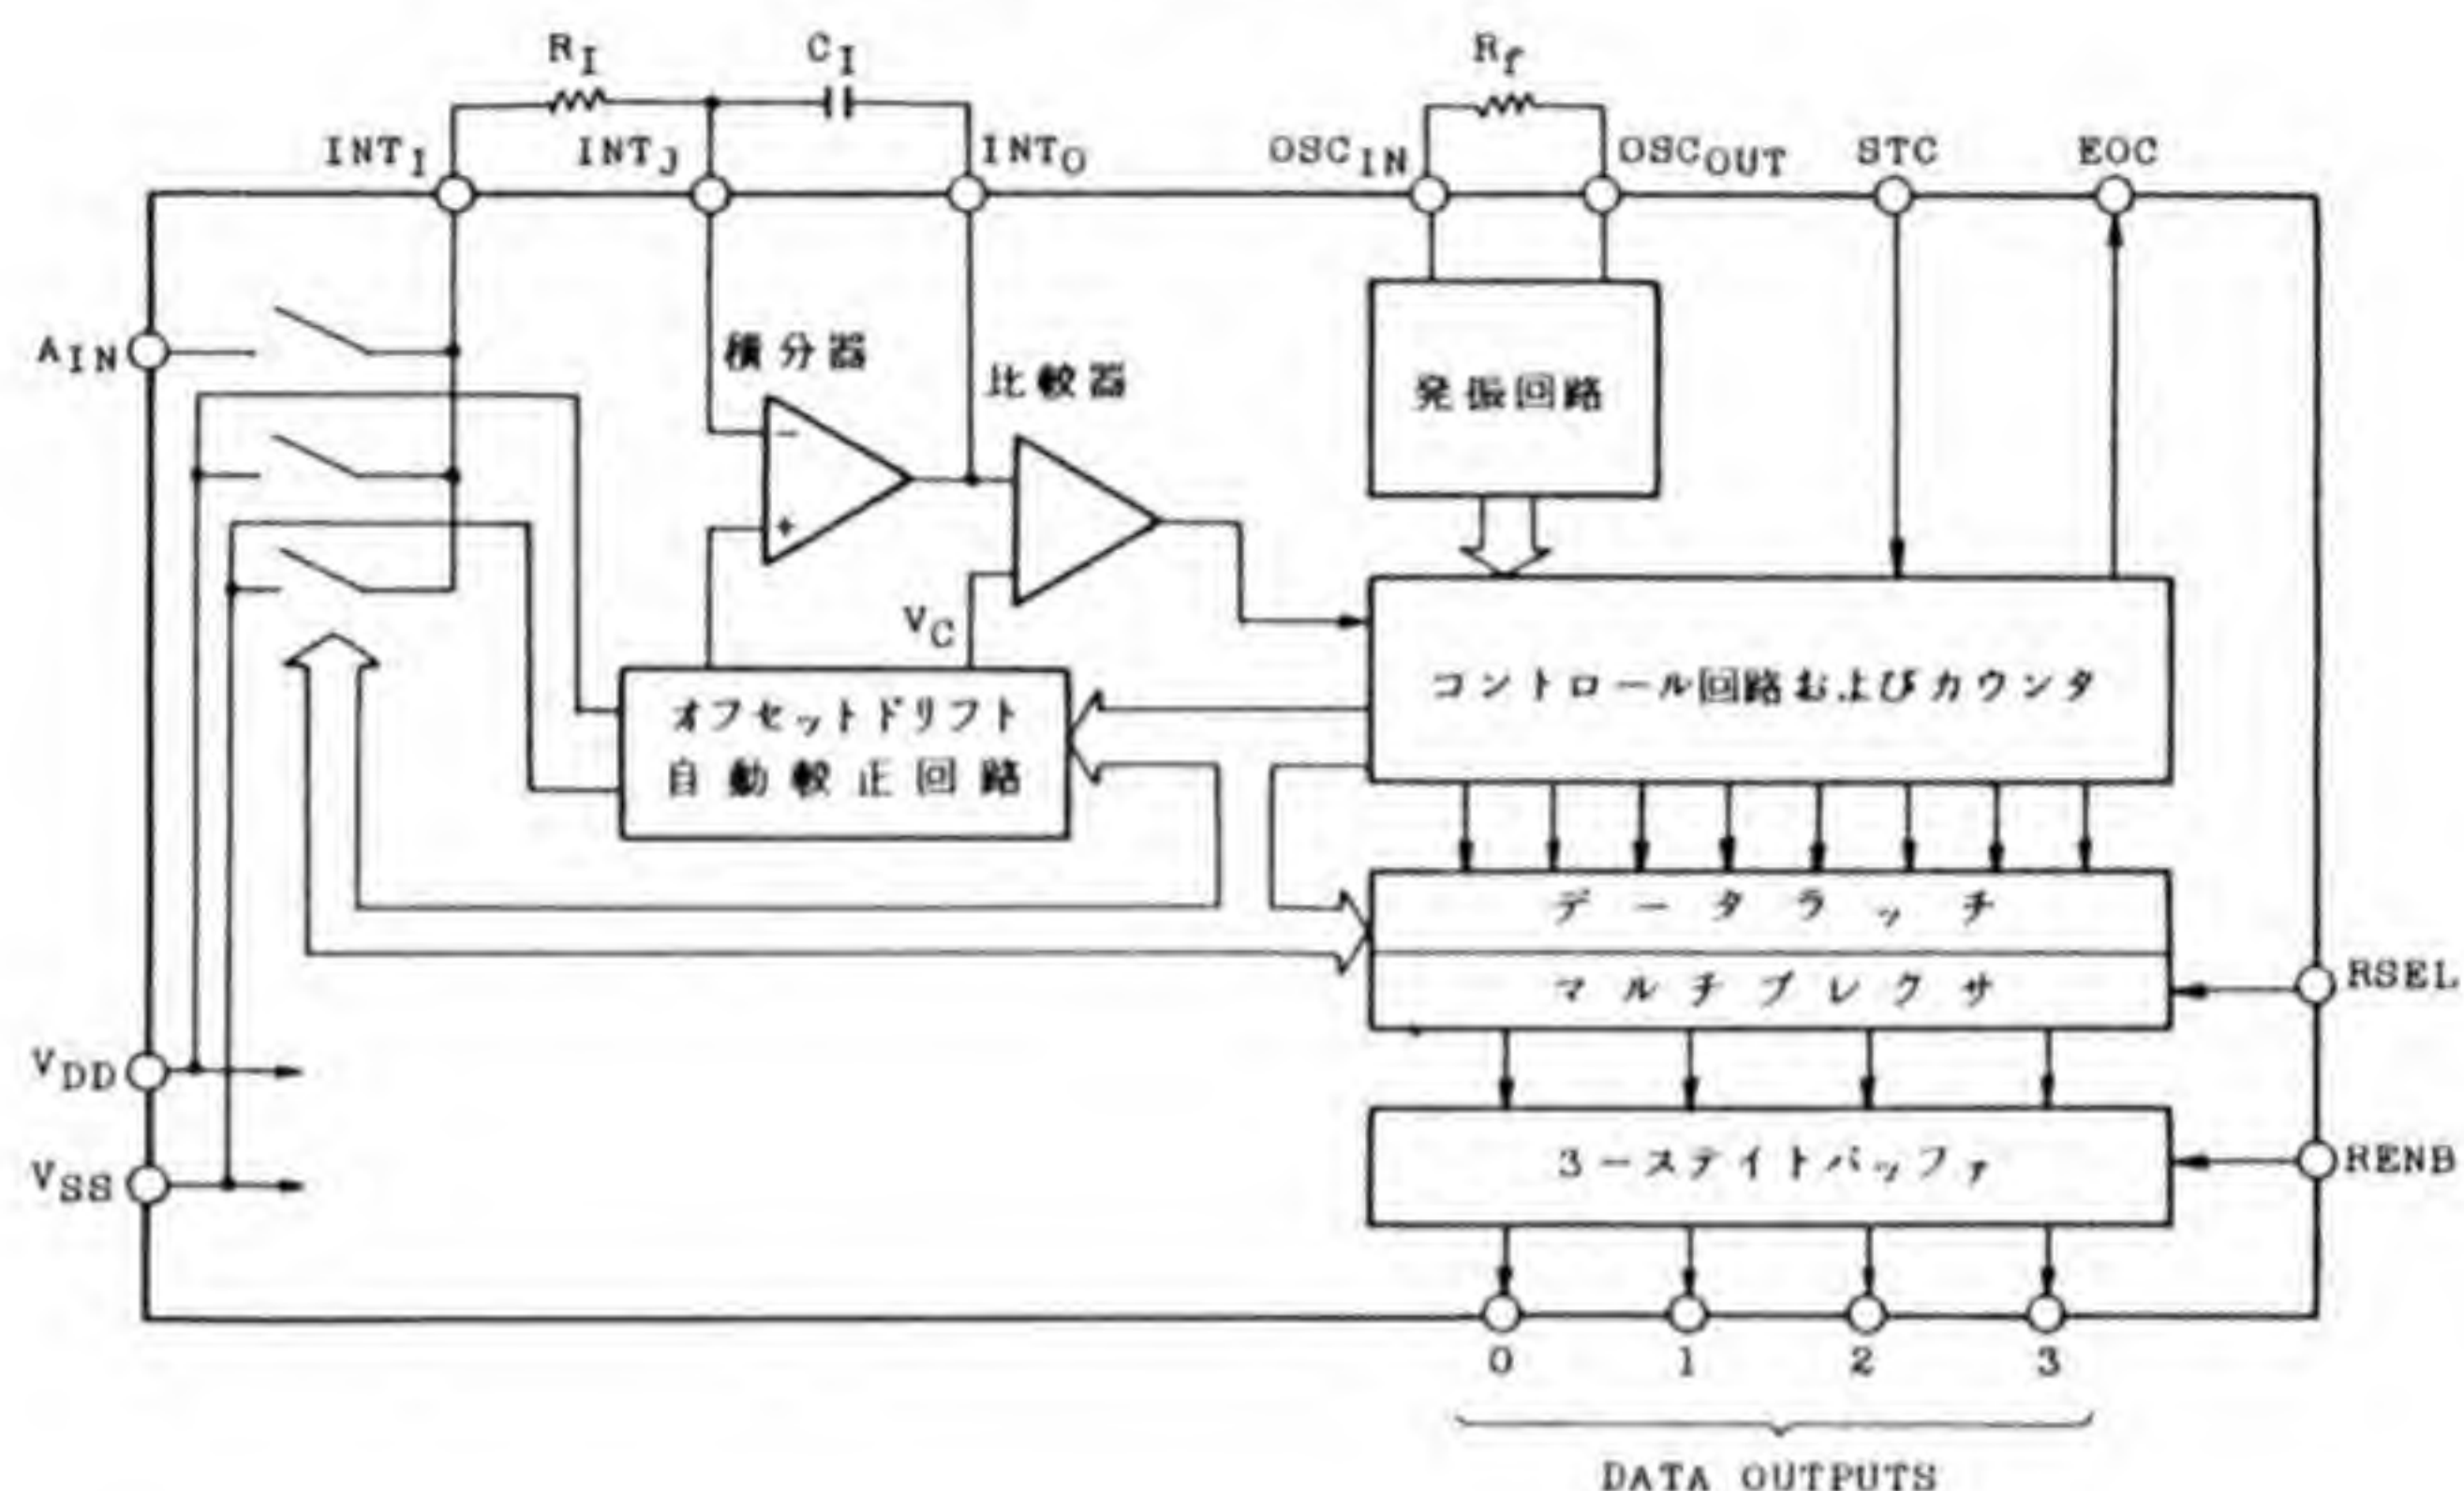 RI
CI
Rf
INTI
INTJ
INTO
OSCIN
OSCOUT
STC
EOC
AIN
積分器
-
+
比較器
発振回路
VC
オフセットドリフト
自動較正回路
コントロール回路およびカウンタ
データラッチ
マルチプレクサ
RSEL
VDD
VSS
3-ステイトバッファ
RENB
0 1 2 3
DATA OUTPUTS